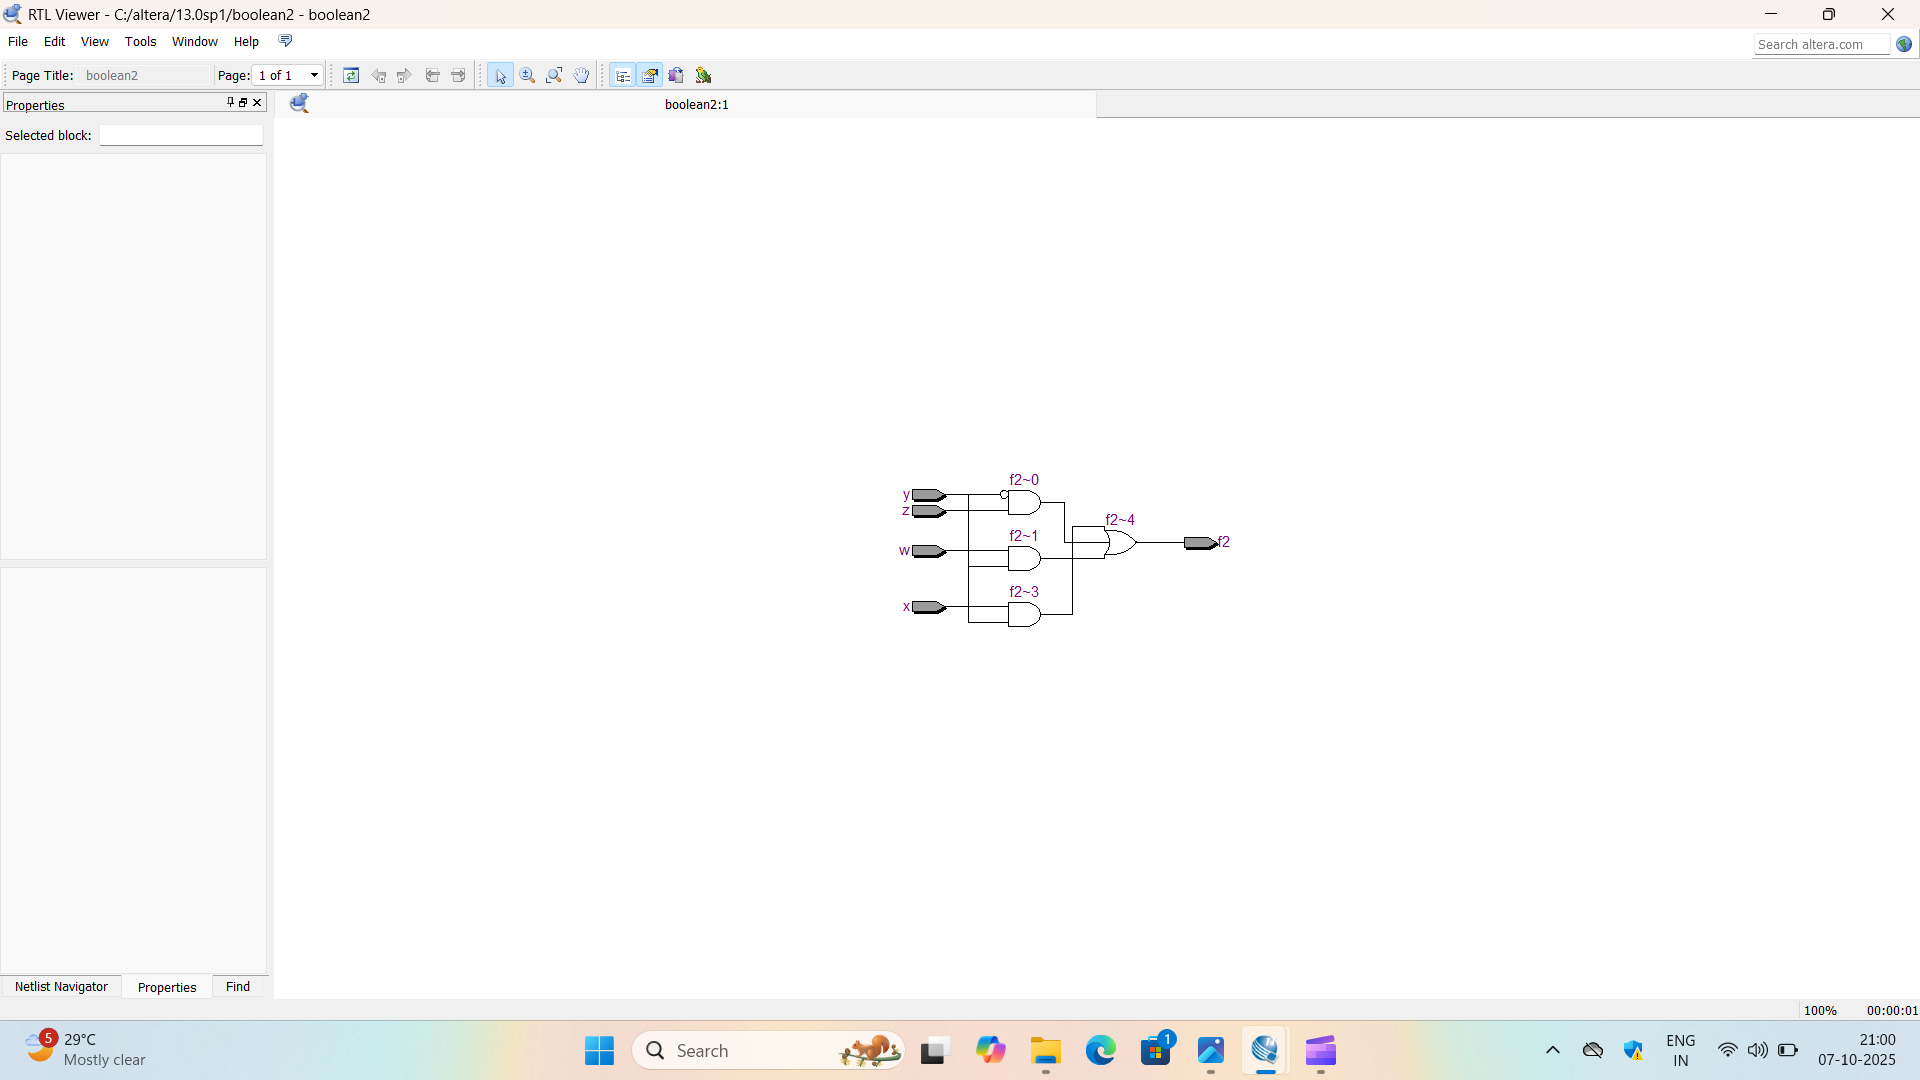 RTL Viewer - C:/altera/13.0sp1/boolean2 - boolean2
File Edit View Tools Window Help
Search altera.com
Page Title: boolean2 Page: 1 of 1
Properties
boolean2:1
Selected block:
f2~0
y
z
f2~4
f2~1
f2
w
f2~3
x
Netlist Navigator Properties Find
100% 00:00:01
5
29°C
Mostly clear
Search
1
ENG
IN
21:00
07-10-2025